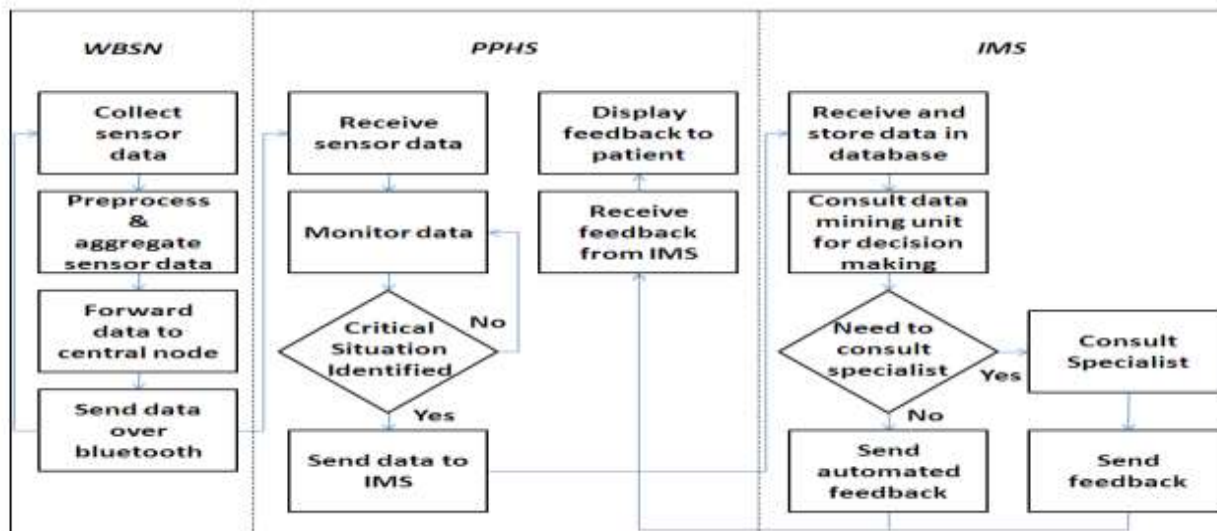 WBSN
Collect
sensor
data
Preprocess
&
aggregate
sensor data
Forward
data to
central node
Send data
over
bluetooth
PPHS
Receive
sensor data
Monitor data
Critical
Situation
Identified
No
Yes
Send data to
IMS
Display
feedback to
patient
Receive
feedback
from IMS
IMS
Receive and
store data in
database
Consult data
mining unit
for decision
making
Need to
consult
specialist
Yes
No
Consult
Specialist
Send
automated
feedback
Send
feedback